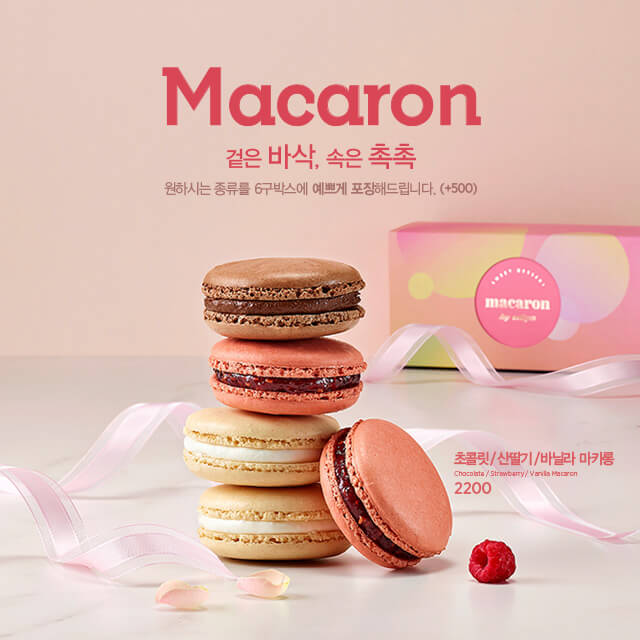 Macaron
겉은 바삭, 속은 촉촉
원하시는 종류를 6구박스에 예쁘게 포장해드립니다. (+500)
SWEET DESSERT
macaron
초콜릿/산딸기/바닐라 마카롱
Chocolate / Strawberry / Vanilla Macaron
2200